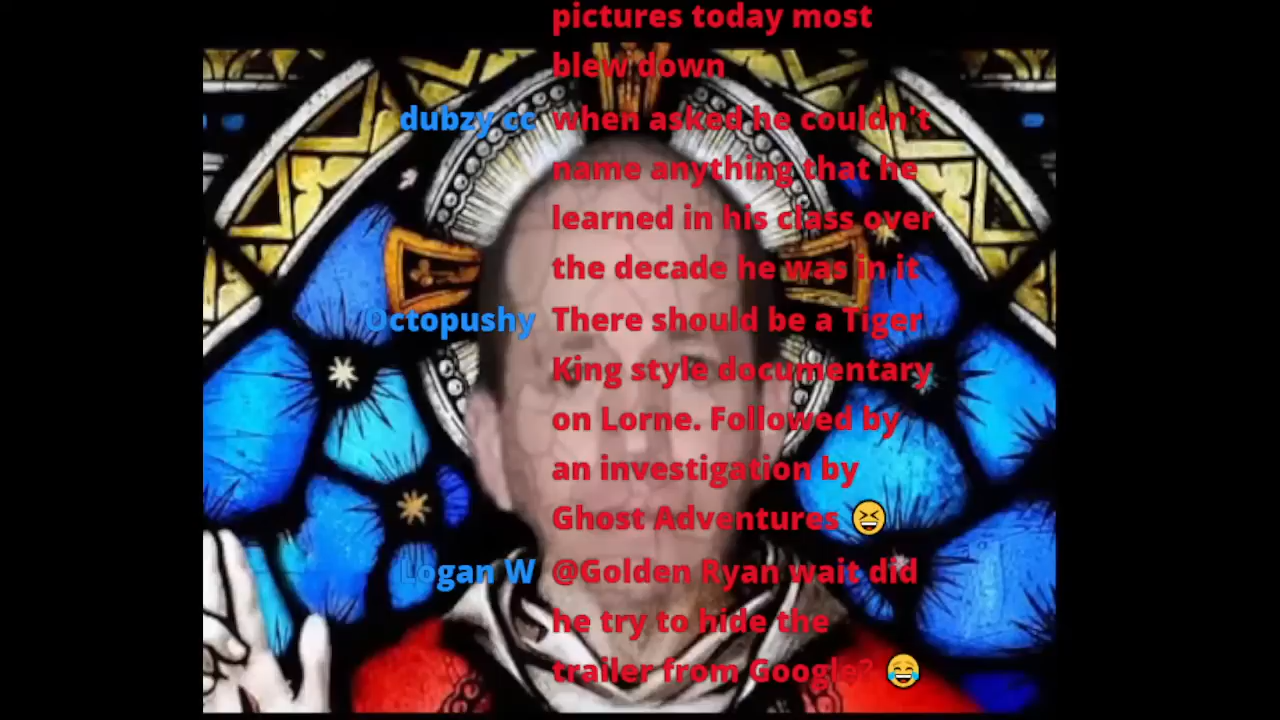 pictures today most
blew down
dubzy cc when asked he couldn't
name anything that he
learned in his class over
the decade he was in it
Octopushy There should be a Tiger
King style documentary
on Lorne. Followed by
an investigation by
Ghost Adventures 😆
Logan W @Golden Ryan wait did
he try to hide the
trailer from Google? 😂